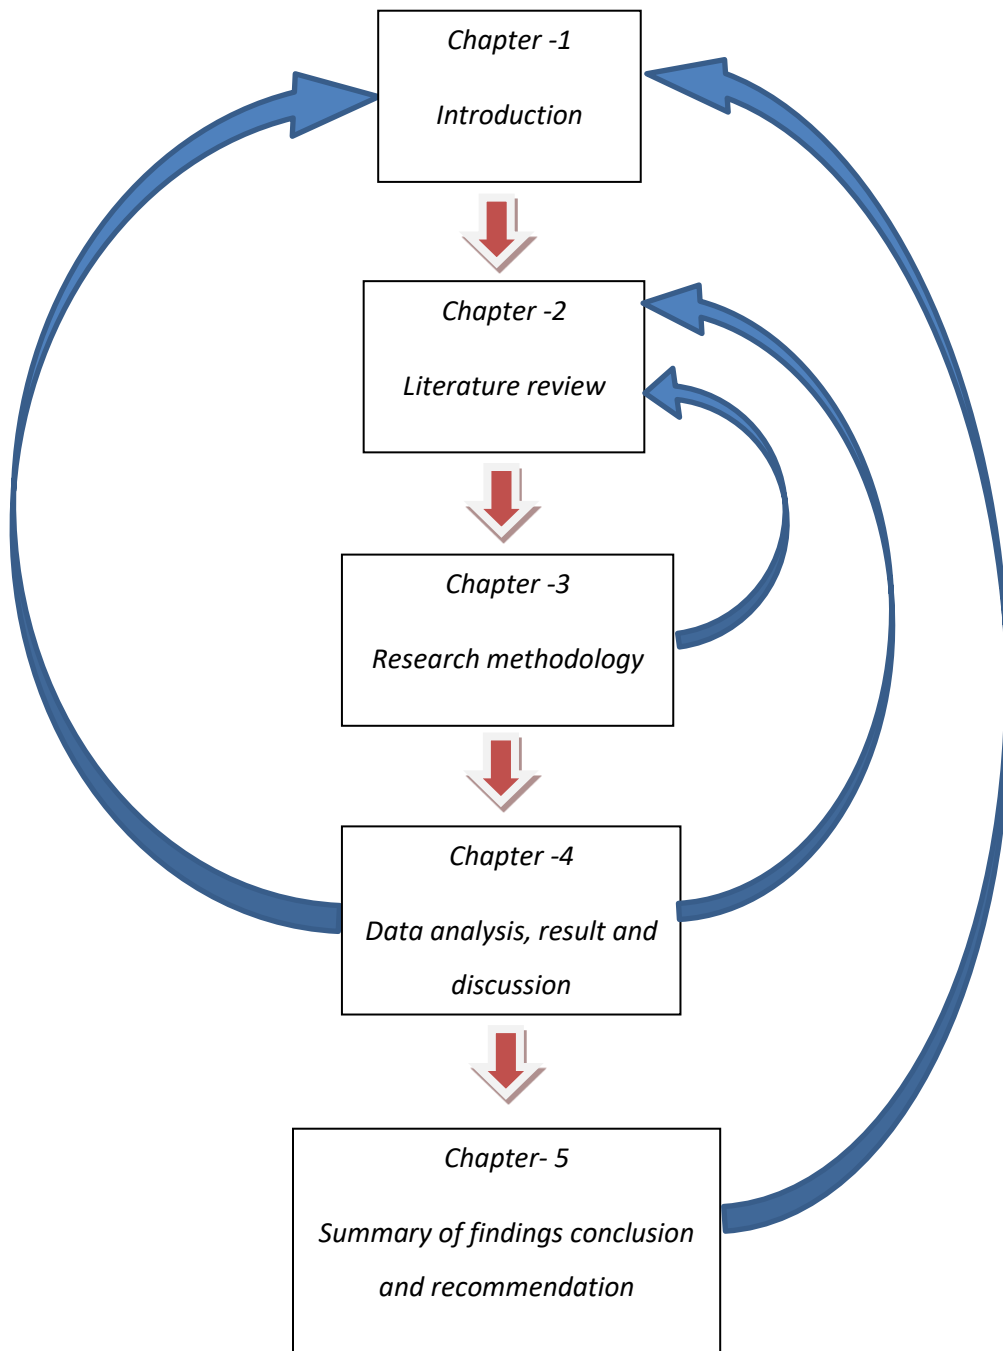 Chapter -1
Introduction
Chapter -2
Literature review
Chapter -3
Research methodology
Chapter -4
Data analysis, result and
discussion
Chapter- 5
Summary of findings conclusion
and recommendation